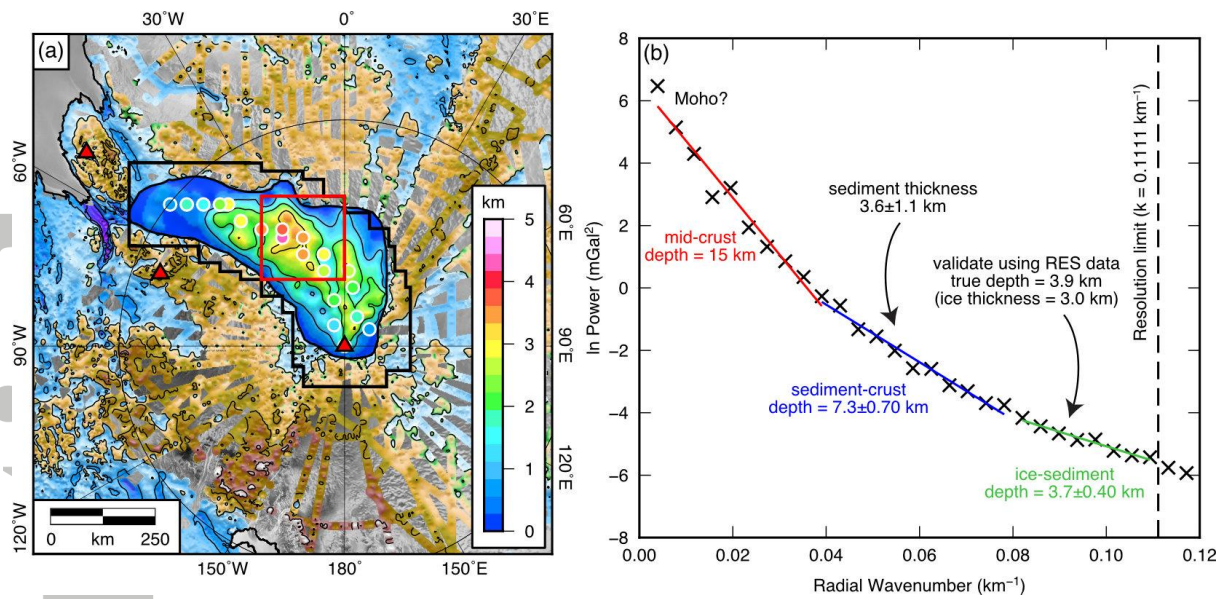 30°W
0°
30°E
(a)
60°W
60°E
90°W
90°E
120°W
120°E
150°W
180°
150°E
km
5
4
3
2
1
0
0
km
250
(b)
8
6
4
2
0
−2
−4
−6
−8
ln Power (mGal²)
Moho?
mid-crust
depth = 15 km
sediment thickness
3.6±1.1 km
validate using RES data
true depth = 3.9 km
(ice thickness = 3.0 km)
Resolution limit (k = 0.11111 km⁻¹)
sediment-crust
depth = 7.3±0.70 km
ice-sediment
depth = 3.7±0.40 km
0.00
0.02
0.04
0.06
0.08
0.10
0.12
Radial Wavenumber (km⁻¹)